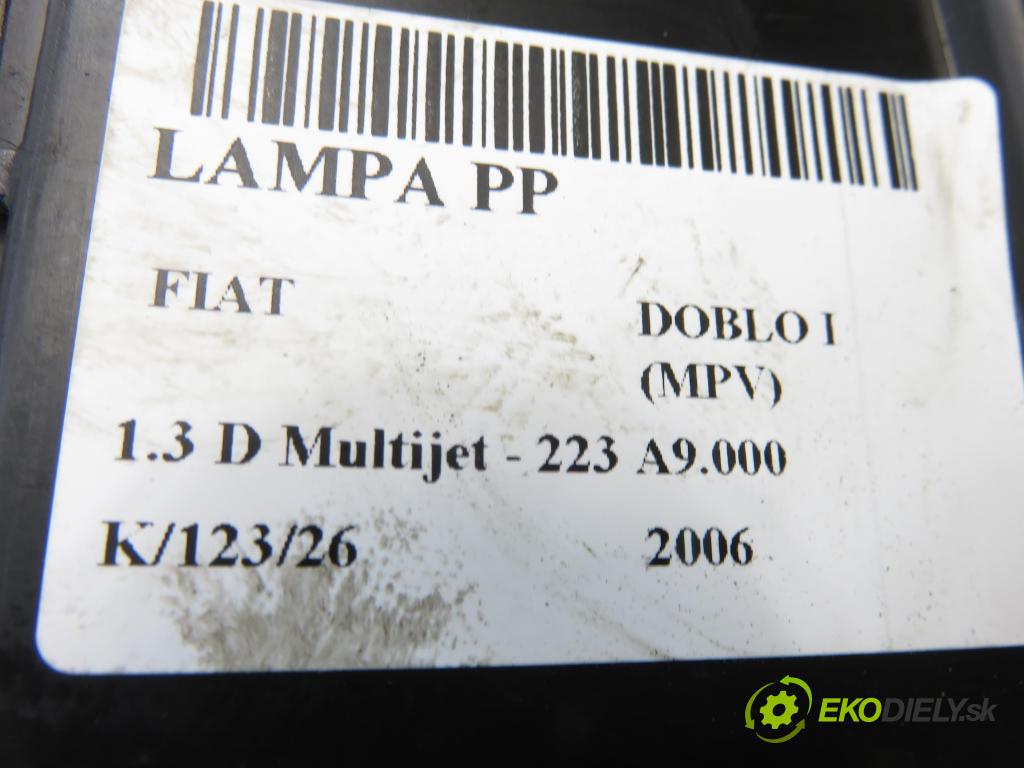 LAMPA PP
FIAT DOBLO I
(MPV)
1.3 D Multijet - 223 A9.000
K/123/26 2006
EKODIELY.sk